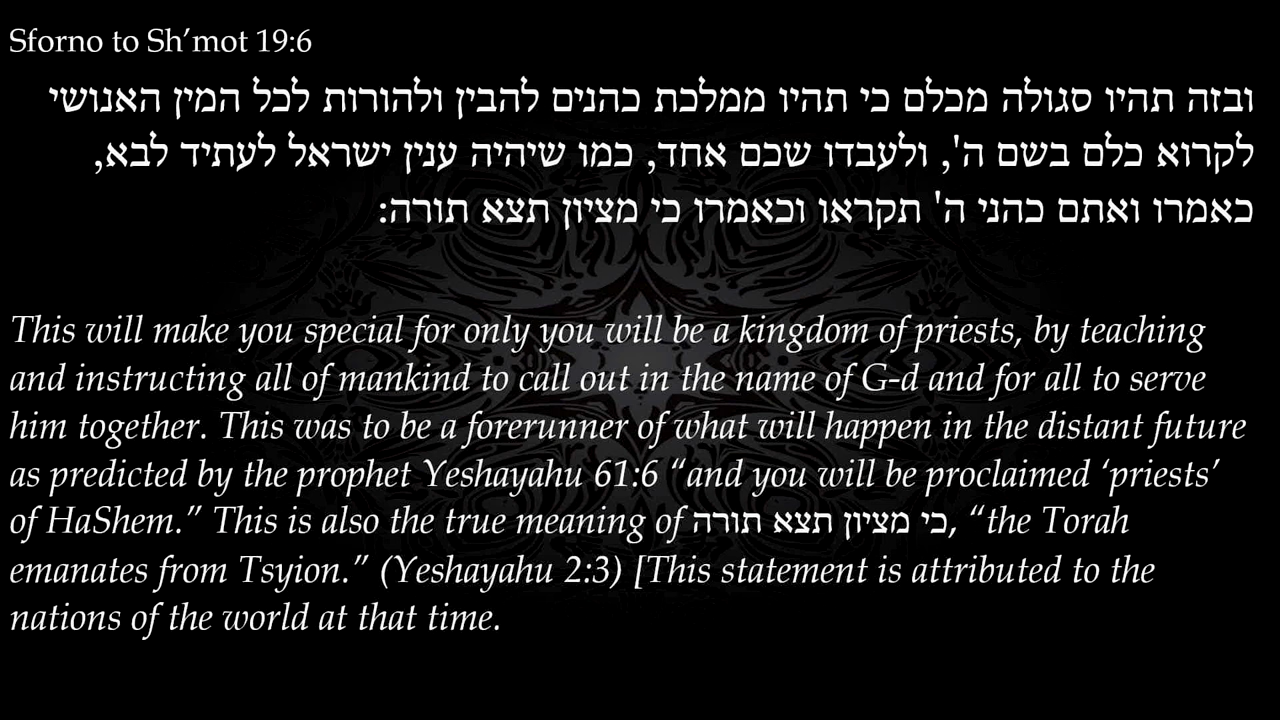 Sforno to Sh’mot 19:6
ובזה תהיו סגולה מכלם כי תהיו ממלכת כהנים להבין ולהורות לכל המין האנושי
לקרוא כלם בשם ה', ולעבדו שכם אחד, כמו שיהיה ענין ישראל לעתיד לבא,
כאמרו ואתם כהני ה' תקראו וכאמרו כי מציון תצא תורה:
This will make you special for only you will be a kingdom of priests, by teaching
and instructing all of mankind to call out in the name of G-d and for all to serve
him together. This was to be a forerunner of what will happen in the distant future
as predicted by the prophet Yeshayahu 61:6 “and you will be proclaimed ‘priests’
of HaShem.” This is also the true meaning of כי מציון תצא תורה, “the Torah
emanates from Tsyion.” (Yeshayahu 2:3) [This statement is attributed to the
nations of the world at that time.